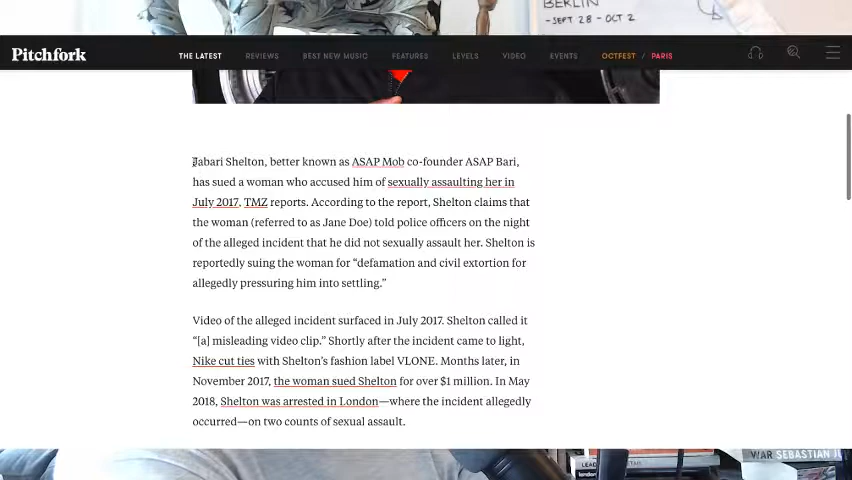 BERLIN
-SEPT 28 - OCT 2
Pitchfork
THE LATEST REVIEWS BEST NEW MUSIC FEATURES LEVELS VIDEO EVENTS OCTFEST / PARIS
Jabari Shelton, better known as ASAP Mob co-founder ASAP Bari,
has sued a woman who accused him of sexually assaulting her in
July 2017, TMZ reports. According to the report, Shelton claims that
the woman (referred to as Jane Doe) told police officers on the night
of the alleged incident that he did not sexually assault her. Shelton is
reportedly suing the woman for “defamation and civil extortion for
allegedly pressuring him into settling.”
Video of the alleged incident surfaced in July 2017. Shelton called it
“[a] misleading video clip.” Shortly after the incident came to light,
Nike cut ties with Shelton’s fashion label VLONE. Months later, in
November 2017, the woman sued Shelton for over $1 million. In May
2018, Shelton was arrested in London—where the incident allegedly
occurred—on two counts of sexual assault.
WAR SEBASTIAN JU
LEAD
london